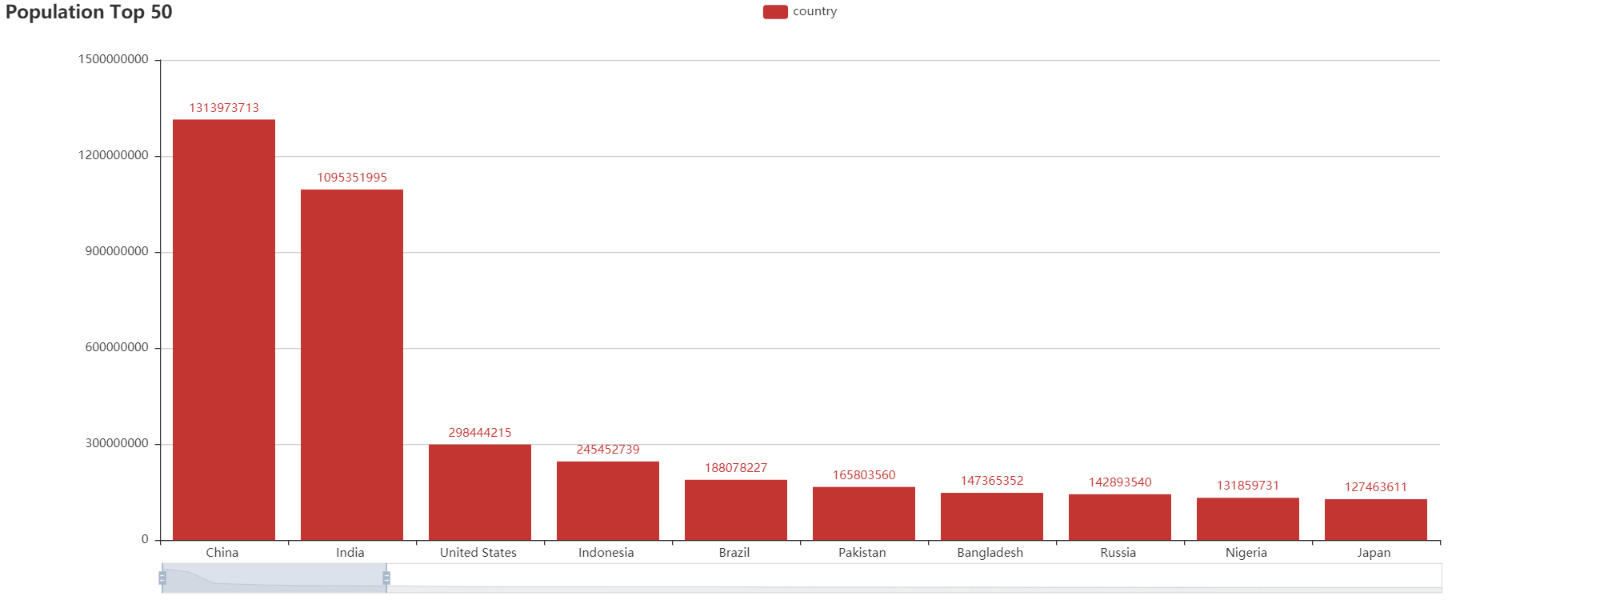 Population Top 50
country
1500000000
1200000000
900000000
600000000
300000000
0
1313973713
1095351995
298444215
245452739
188078227
165803560
147365352
142893540
131859731
127463611
China
India
United States
Indonesia
Brazil
Pakistan
Bangladesh
Russia
Nigeria
Japan